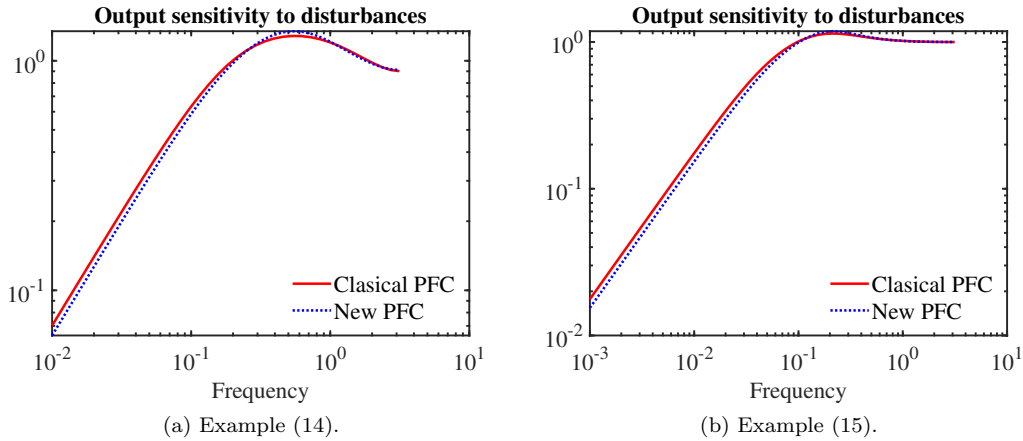 Output sensitivity to disturbances
10^0
10^-1
Clasical PFC
New PFC
10^-2 10^-1 10^0 10^1
Frequency
(a) Example (14).
Output sensitivity to disturbances
10^0
10^-1
10^-2
Clasical PFC
New PFC
10^-3 10^-2 10^-1 10^0 10^1
Frequency
(b) Example (15).